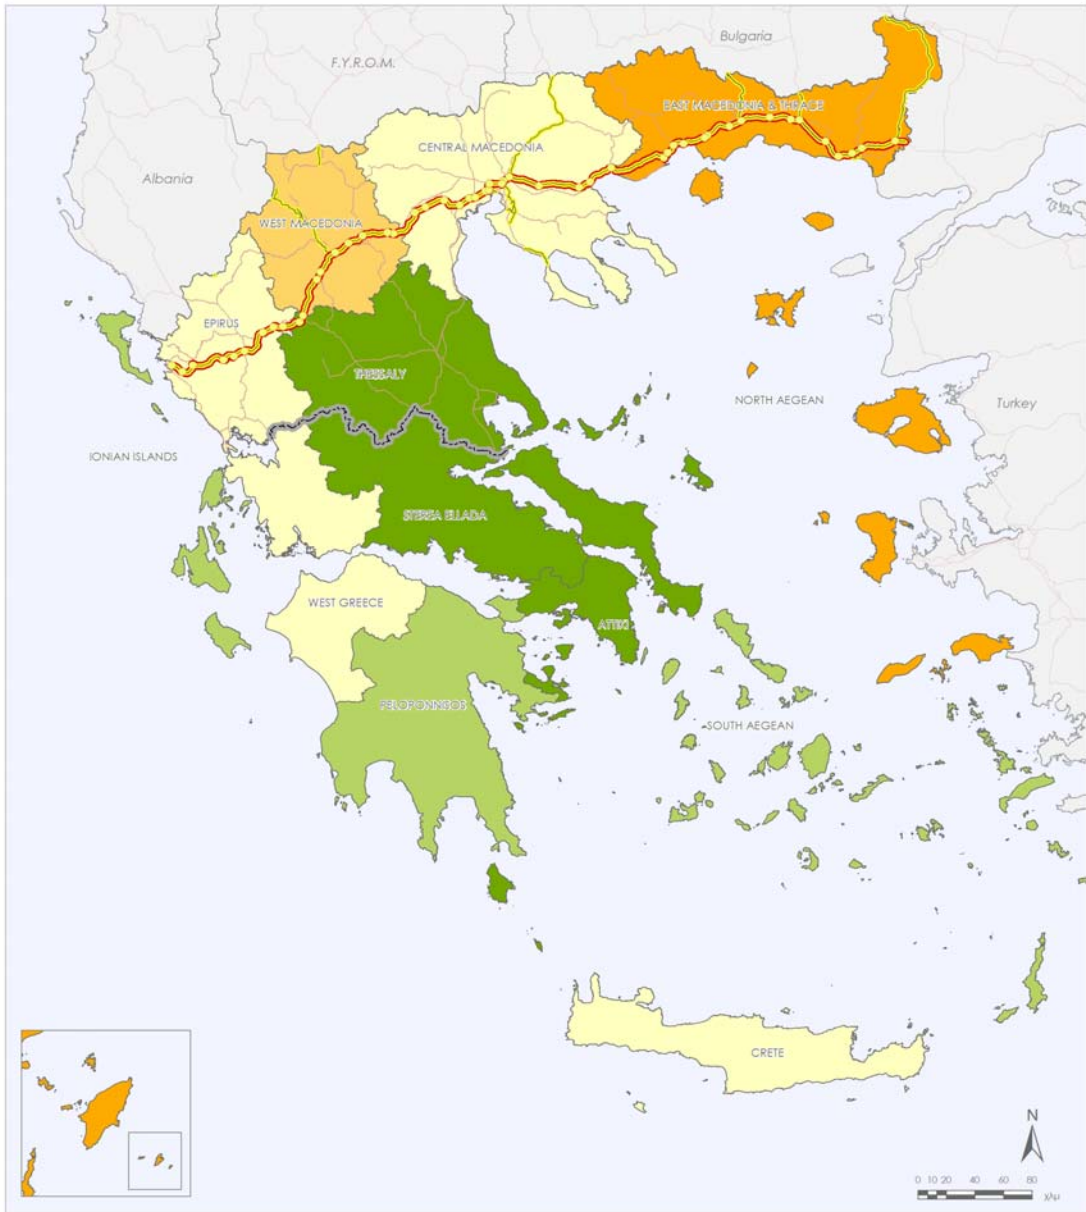 Bulgaria
F.Y.R.O.M.
EAST MACEDONIA & THRACE
CENTRAL MACEDONIA
Albania
WEST MACEDONIA
EPIRUS
THESSALY
NORTH AEGEAN
Turkey
IONIAN ISLANDS
STEREA ELLADA
WEST GREECE
ATTIKI
PELOPONNISOS
SOUTH AEGEAN
CRETE
N
0 10 20 40 60 80
Χλμ